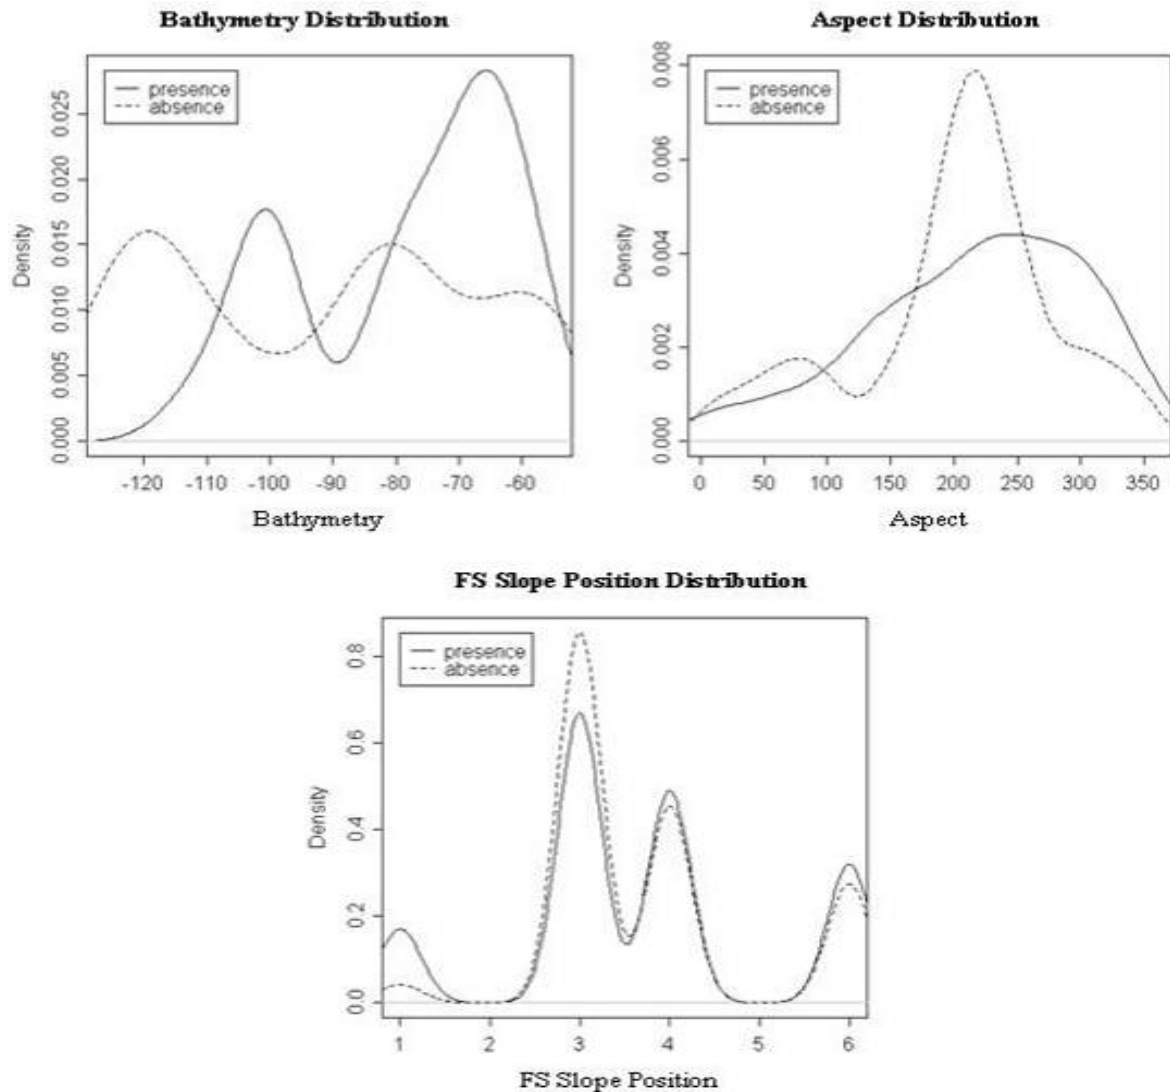 Bathymetry Distribution
presence
absence
Density
0.000 0.005 0.010 0.015 0.020 0.025
-120 -110 -100 -90 -80 -70 -60
Bathymetry
Aspect Distribution
presence
absence
Density
0.000 0.002 0.004 0.006 0.008
0 50 100 150 200 250 300 350
Aspect
FS Slope Position Distribution
presence
absence
Density
0.0 0.2 0.4 0.6 0.8
1 2 3 4 5 6
FS Slope Position